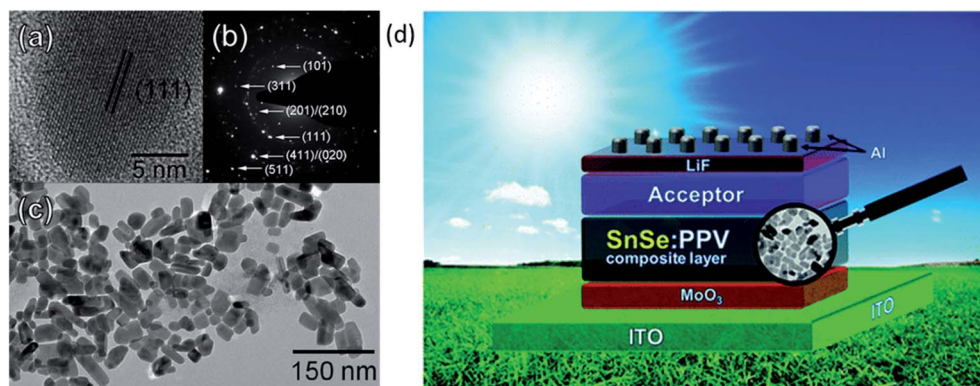 (a)
(111)
5 nm
(b)
(101)
(311)
(201)/(210)
(111)
(411)/(020)
(511)
(c)
150 nm
(d)
Al
LiF
Acceptor
SnSe:PPV
composite layer
MoO₃
ITO
ITO